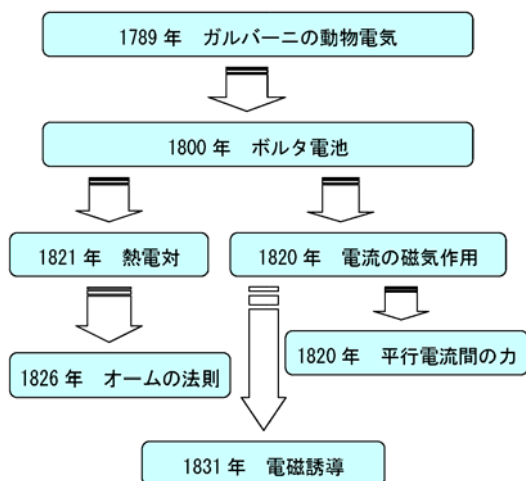 1789 年　ガルバーニの動物電気
1800 年　ボルタ電池
1821 年　熱電対
1820 年　電流の磁気作用
1820 年　平行電流間の力
1826 年　オームの法則
1831 年　電磁誘導